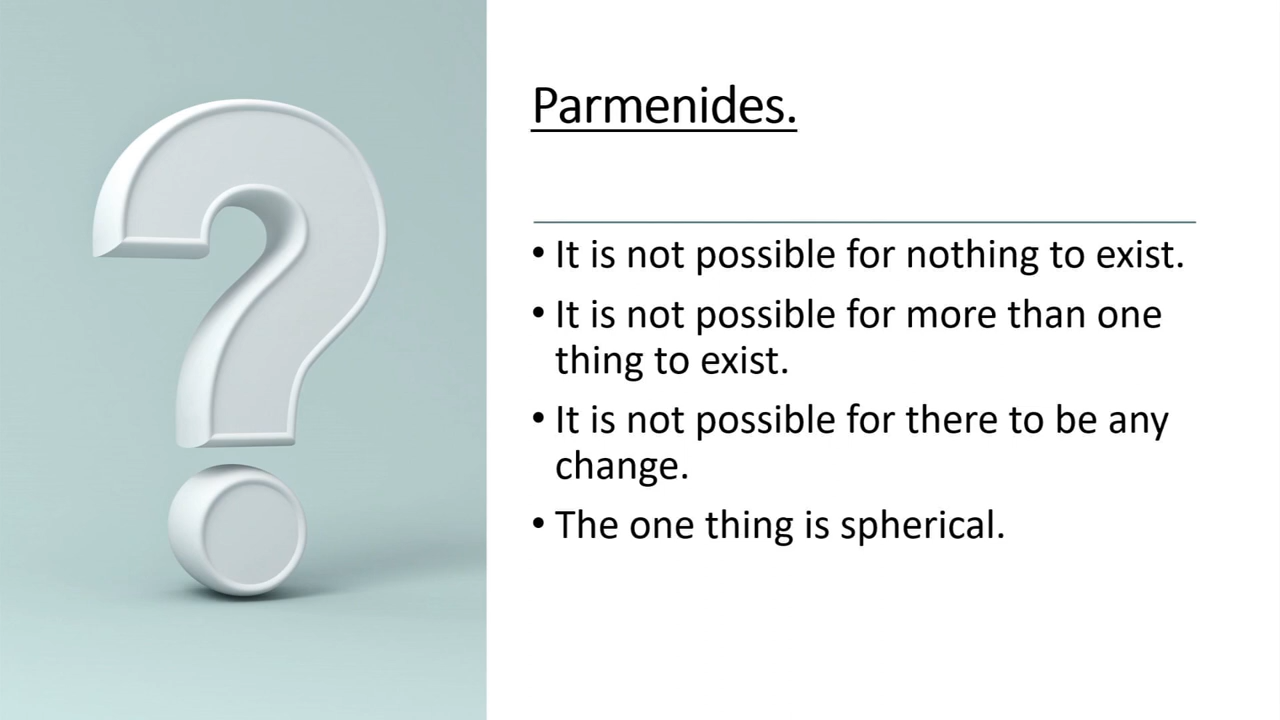 Parmenides.
• It is not possible for nothing to exist.
• It is not possible for more than one
thing to exist.
• It is not possible for there to be any
change.
• The one thing is spherical.